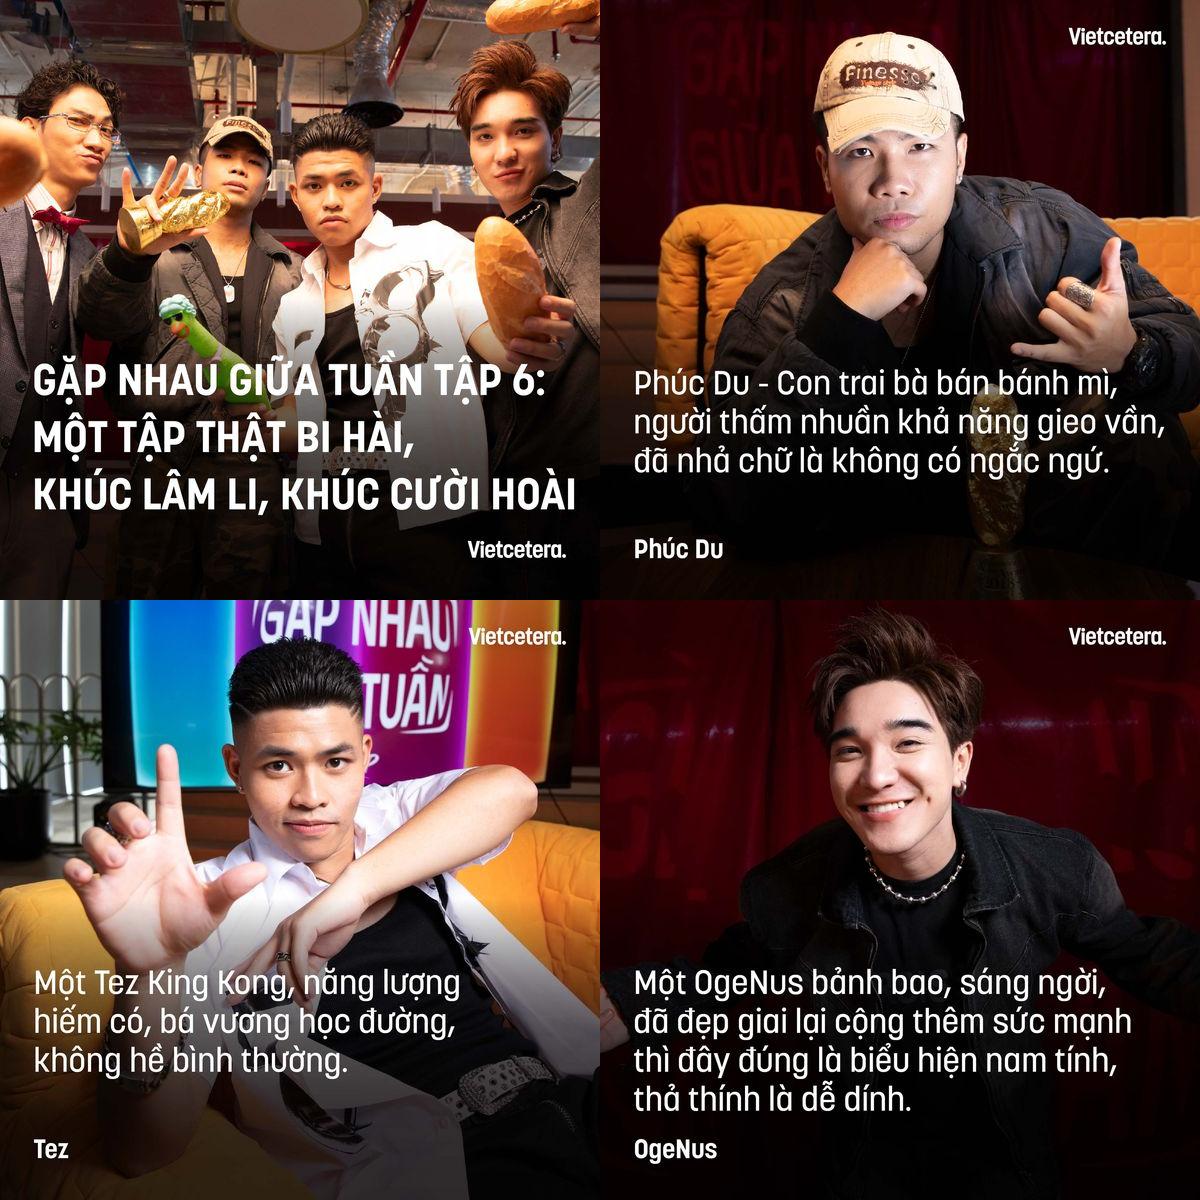 Finesse
GẶP NHAU GIỮA TUẦN TẬP 6:
MỘT TẬP THẬT BI HÀI,
KHÚC LÂM LI, KHÚC CƯỜI HOÀI
Vietcetera.
Vietcetera.
GẶP
GIỮA
Finesse
Phúc Du - Con trai bà bán bánh mì,
người thấm nhuần khả năng gieo vần,
đã nhả chữ là không có ngắc ngứ.
Phúc Du
GẶP NHAU
TUẦN
Vietcetera.
Một Tez King Kong, năng lượng
hiếm có, bá vương học đường,
không hề bình thường.
Tez
Vietcetera.
Một OgeNus bảnh bao, sáng ngời,
đã đẹp giai lại cộng thêm sức mạnh
thì đây đúng là biểu hiện nam tính,
thả thính là dễ dính.
OgeNus